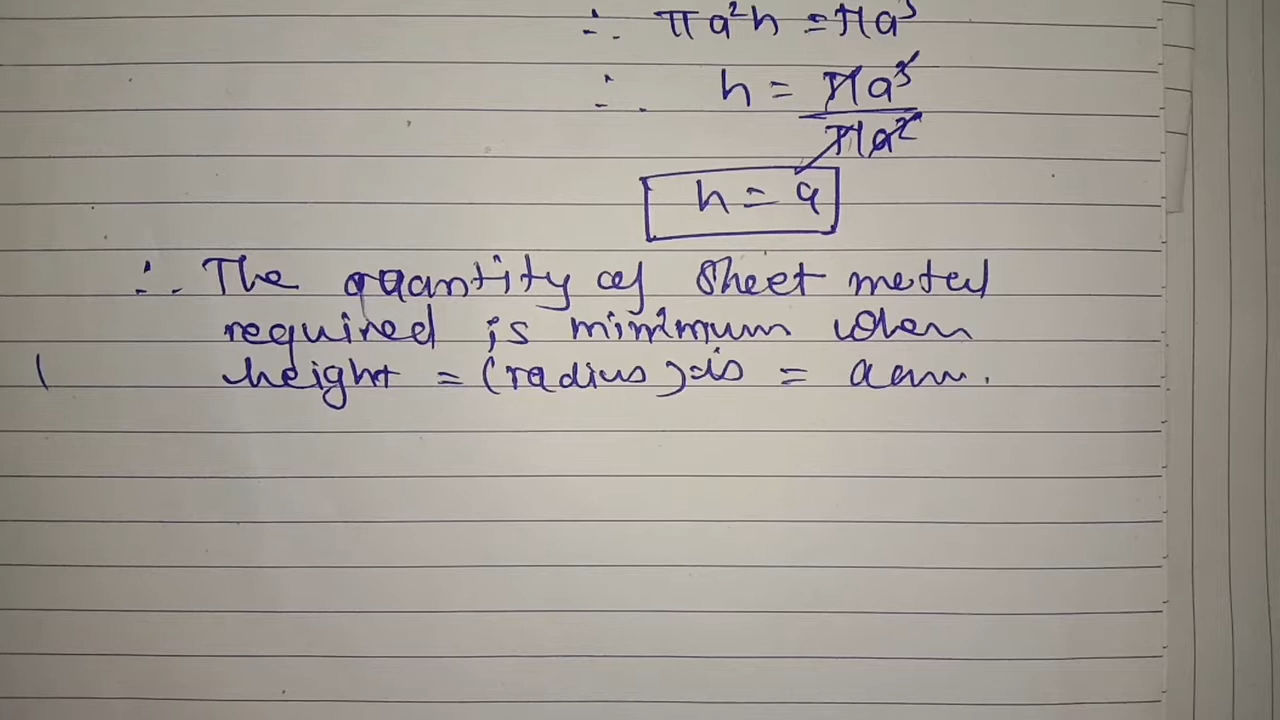 ∴ πa²h = πa³
∴ h = πa³
πa²
h = a
∴ The quantity of sheet metal
required is minimum when
height = (radius) is = a cm.